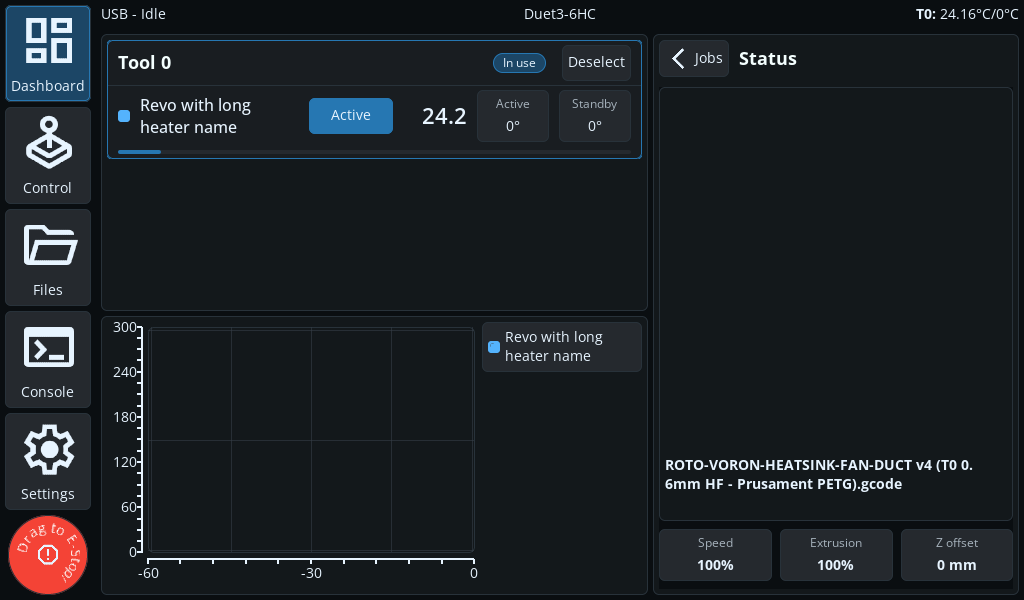 USB - Idle
Duet3-6HC
T0: 24.16°C/0°C
Dashboard
Control
Files
Console
Settings
Drag to E-Stop!
Tool 0
In use
Deselect
Revo with long
heater name
Active
24.2
Active
0°
Standby
0°
300
240
180
120
60
0
-60
-30
0
Revo with long
heater name
Jobs
Status
ROTO-VORON-HEATSINK-FAN-DUCT v4 (T0 0.
6mm HF - Prusament PETG).gcode
Speed
100%
Extrusion
100%
Z offset
0 mm